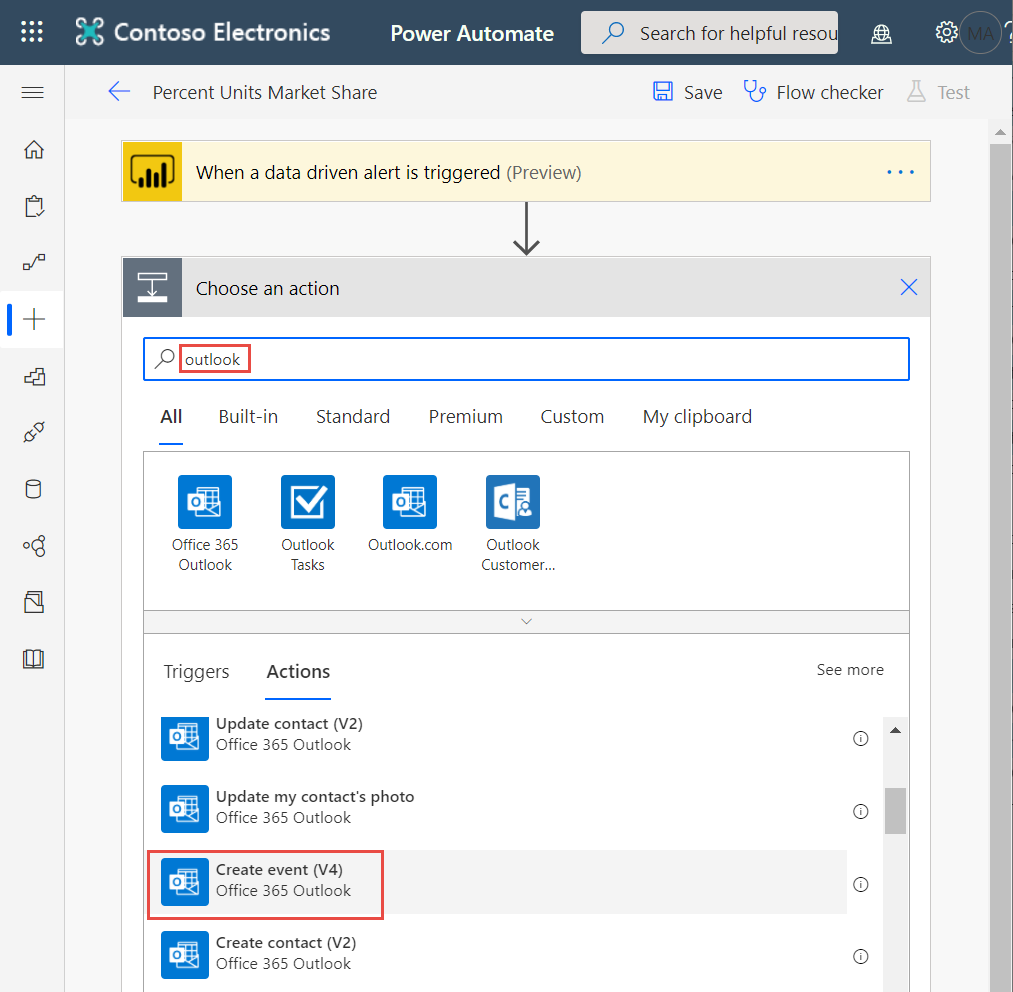 Contoso Electronics
Power Automate
Search for helpful resou
MA
?
Percent Units Market Share
Save
Flow checker
Test
When a data driven alert is triggered (Preview)
Choose an action
outlook
All
Built-in
Standard
Premium
Custom
My clipboard
Office 365
Outlook
Outlook
Tasks
Outlook.com
Outlook
Customer...
Triggers
Actions
See more
Update contact (V2)
Office 365 Outlook
Update my contact's photo
Office 365 Outlook
Create event (V4)
Office 365 Outlook
Create contact (V2)
Office 365 Outlook